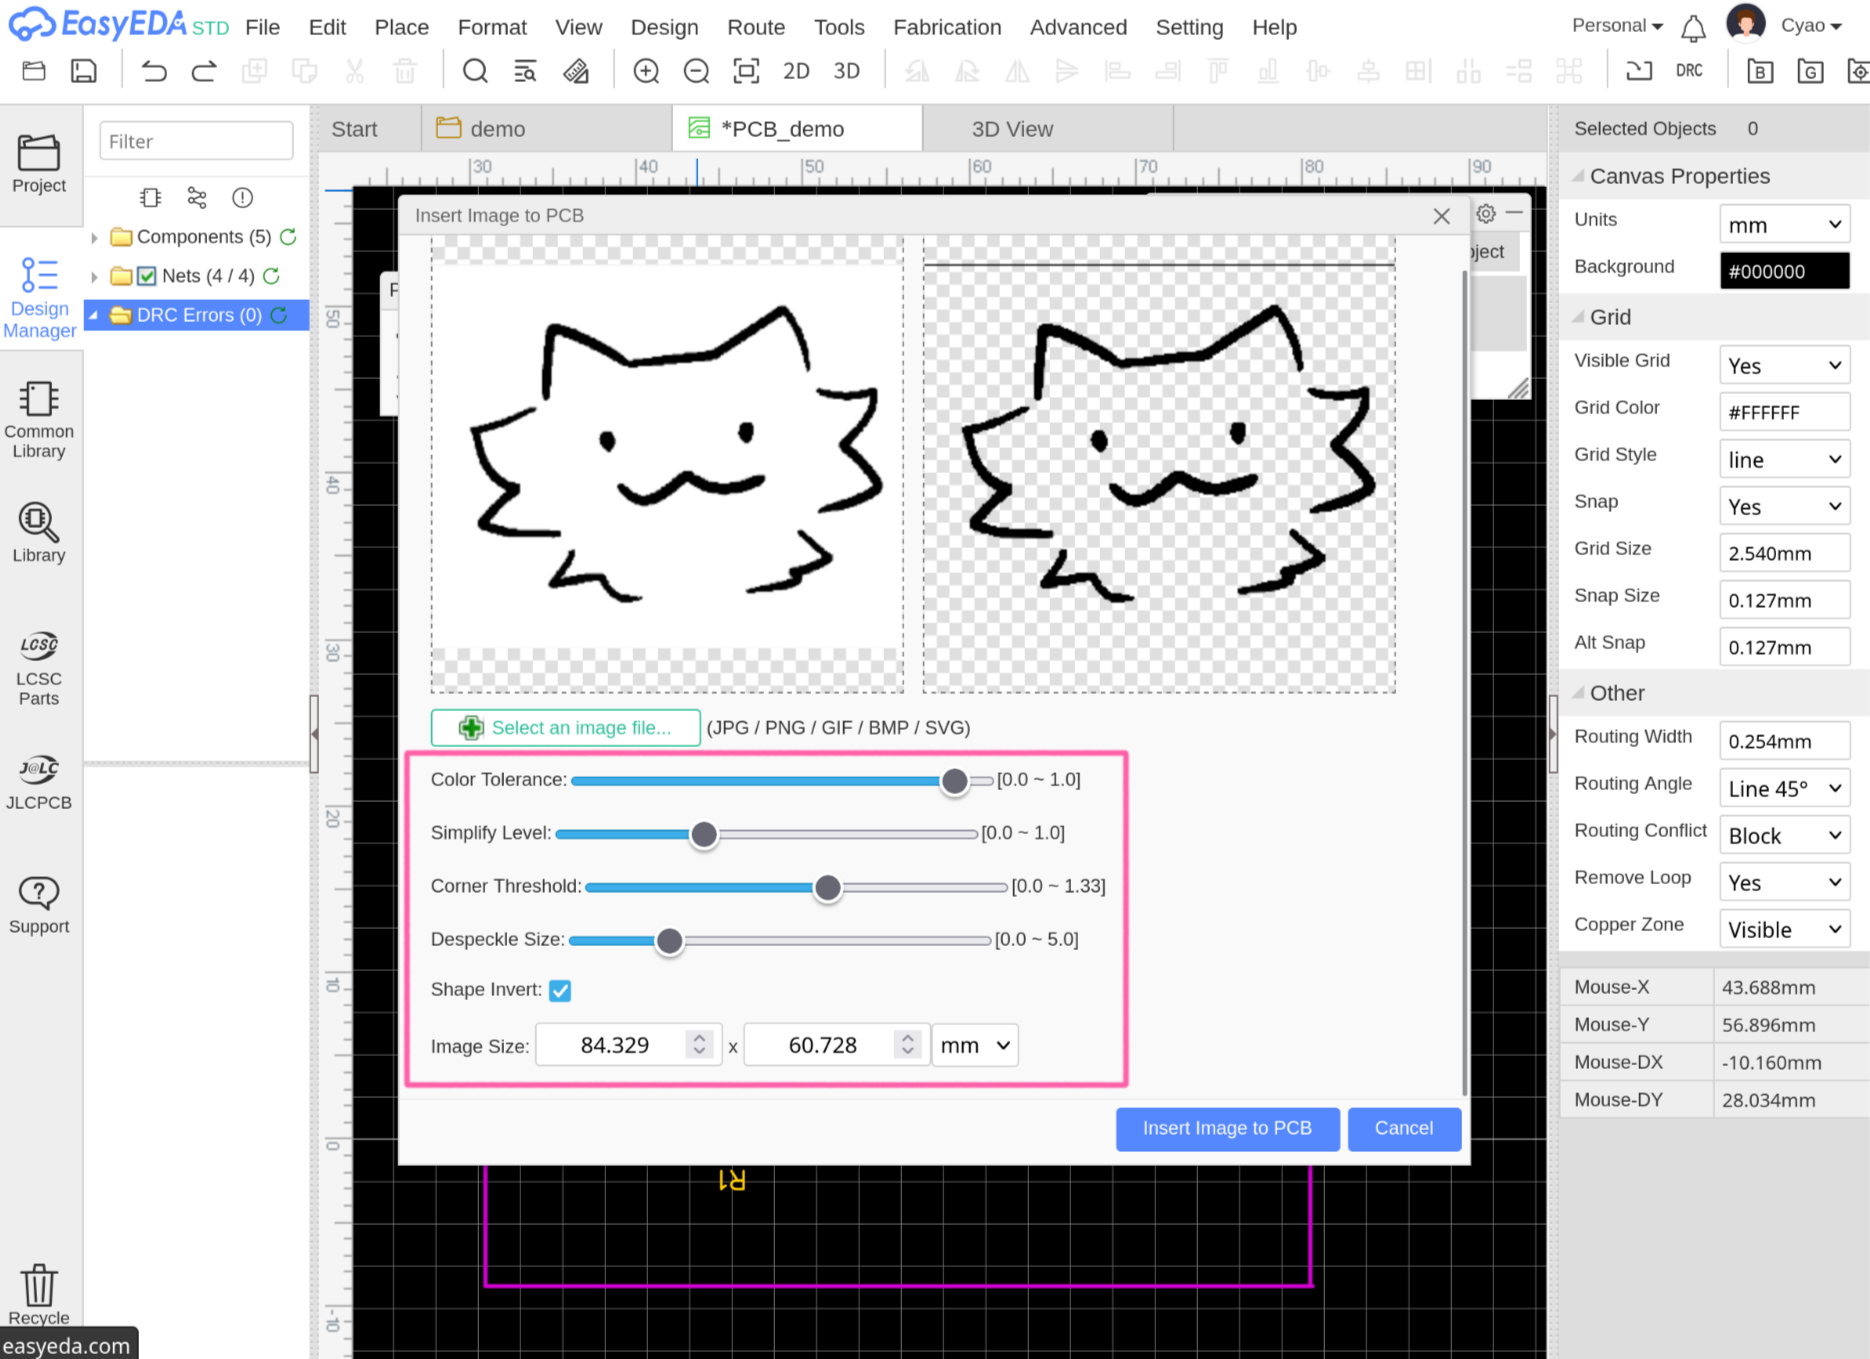 EasyEDA STD File Edit Place Format View Design Route Tools Fabrication Advanced Setting Help Personal Cyao
2D 3D DRC B G
Filter
Project
Components (5)
Nets (4 / 4)
DRC Errors (0)
Design
Manager
Common
Library
Library
LCSC
LCSC
Parts
J@LC
JLCPCB
Support
Recycle
easyeda.com
Start demo *PCB_demo 3D View
30 40 50 60 70 80 90
50
40
30
20
10
0
-10
Insert Image to PCB
Select an image file... (JPG / PNG / GIF / BMP / SVG)
Color Tolerance: [0.0 ~ 1.0]
Simplify Level: [0.0 ~ 1.0]
Corner Threshold: [0.0 ~ 1.33]
Despeckle Size: [0.0 ~ 5.0]
Shape Invert:
Image Size: 84.329 x 60.728 mm
Insert Image to PCB Cancel
R1
Selected Objects 0
Canvas Properties
Units mm
Background #000000
Grid
Visible Grid Yes
Grid Color #FFFFFF
Grid Style line
Snap Yes
Grid Size 2.540mm
Snap Size 0.127mm
Alt Snap 0.127mm
Other
Routing Width 0.254mm
Routing Angle Line 45°
Routing Conflict Block
Remove Loop Yes
Copper Zone Visible
Mouse-X 43.688mm
Mouse-Y 56.896mm
Mouse-DX -10.160mm
Mouse-DY 28.034mm